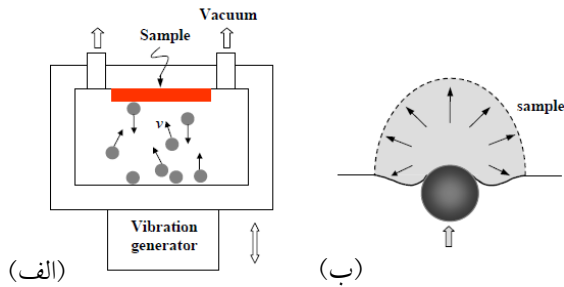 Vacuum
Sample
v
Vibration
generator
(الف)
sample
(ب)